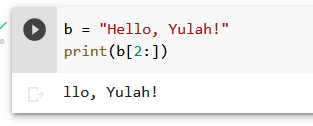 b = "Hello, Yulah!"
print(b[2:])
llo, Yulah!